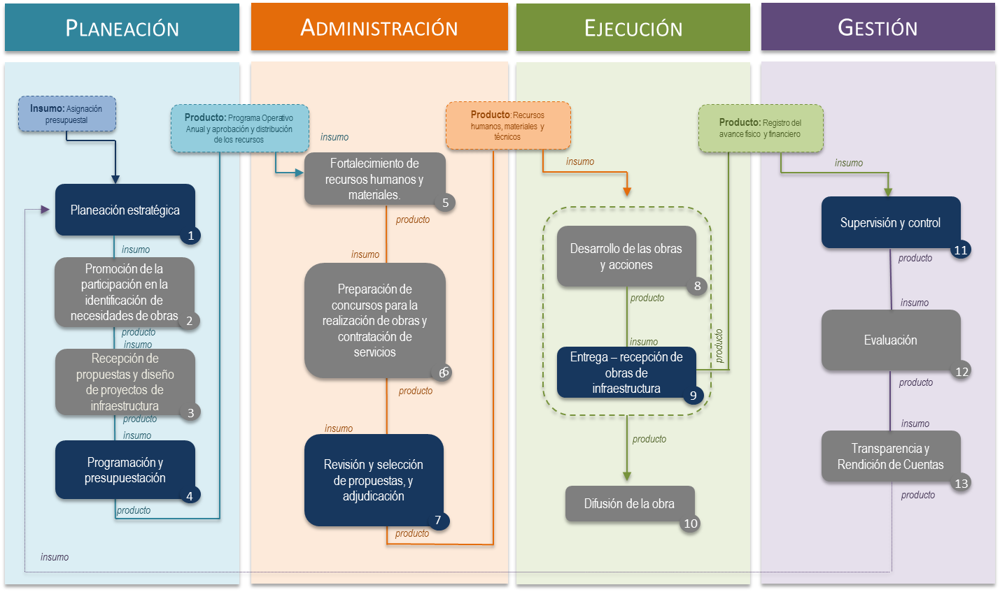 PLANEACIÓN
ADMINISTRACIÓN
EJECUCIÓN
GESTIÓN
Insumo: Asignación
presupuestal
Planeación estratégica
1
insumo
Promoción de la
participación en la
identificación de
necesidades de obras
2
producto
insumo
Recepción de
propuestas y diseño
de proyectos de
infraestructura
3
producto
insumo
Programación y
presupuestación
4
producto
insumo
Producto: Programa Operativo
Anual y aprobación y distribución
de los recursos
insumo
Fortalecimiento de
recursos humanos y
materiales.
5
producto
insumo
Preparación de
concursos para la
realización de obras y
contratación de
servicios
6
producto
insumo
Revisión y selección
de propuestas, y
adjudicación
7
producto
Producto: Recursos
humanos, materiales y
técnicos
insumo
Desarrollo de las obras
y acciones
8
producto
insumo
Entrega – recepción de
obras de
infraestructura
9
producto
producto
Difusión de la obra
10
Producto: Registro del
avance físico y financiero
insumo
Supervisión y control
11
producto
insumo
Evaluación
12
producto
insumo
Transparencia y
Rendición de Cuentas
13
producto